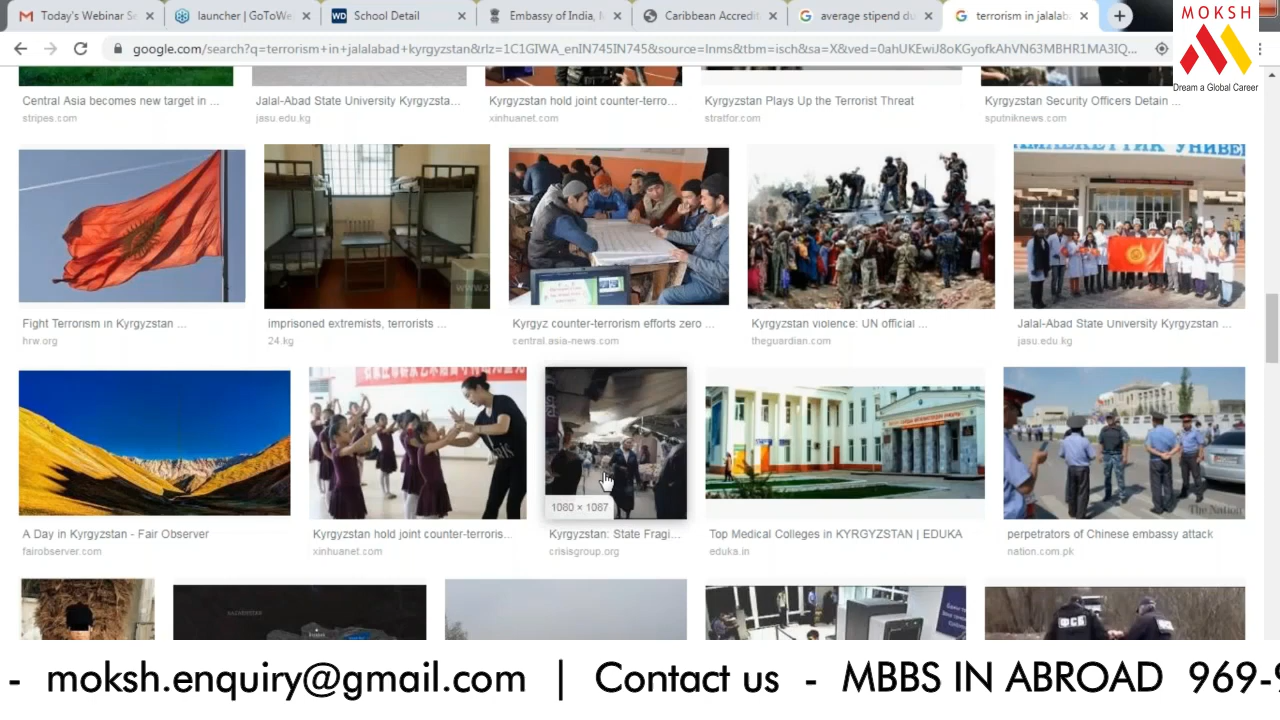 Today's Webinar S
launcher | GoToWe
WD School Detail
Embassy of India,
Caribbean Accredit
average stipend du
terrorism in jalalab
MOKSH
Dream a Global Career
google.com/search?q=terrorism+in+jalalabad+kyrgyzstan&rlz=1C1GIWA_enIN745IN745&source=lnms&tbm=isch&sa=X&ved=0ahUKEwiJ8oKGyofkAhVN63MBHR1MA3IQ...
Central Asia becomes new target in ...
stripes.com
Jalal-Abad State University Kyrgyzsta...
jasu.edu.kg
Kyrgyzstan hold joint counter-terro...
xinhuanet.com
Kyrgyzstan Plays Up the Terrorist Threat
stratfor.com
Kyrgyzstan Security Officers Detain ...
sputniknews.com
Fight Terrorism in Kyrgyzstan ...
hrw.org
imprisoned extremists, terrorists ...
24.kg
Kyrgyz counter-terrorism efforts zero ...
central.asia-news.com
Kyrgyzstan violence: UN official ...
theguardian.com
Jalal-Abad State University Kyrgyzstan ...
jasu.edu.kg
1080 × 1087
The Nation
A Day in Kyrgyzstan - Fair Observer
fairobserver.com
Kyrgyzstan hold joint counter-terroris...
xinhuanet.com
Kyrgyzstan: State Fragi...
crisisgroup.org
Top Medical Colleges in KYRGYZSTAN | EDUKA
eduka.in
perpetrators of Chinese embassy attack
nation.com.pk
ФСБ
- moksh.enquiry@gmail.com | Contact us - MBBS IN ABROAD 969-9